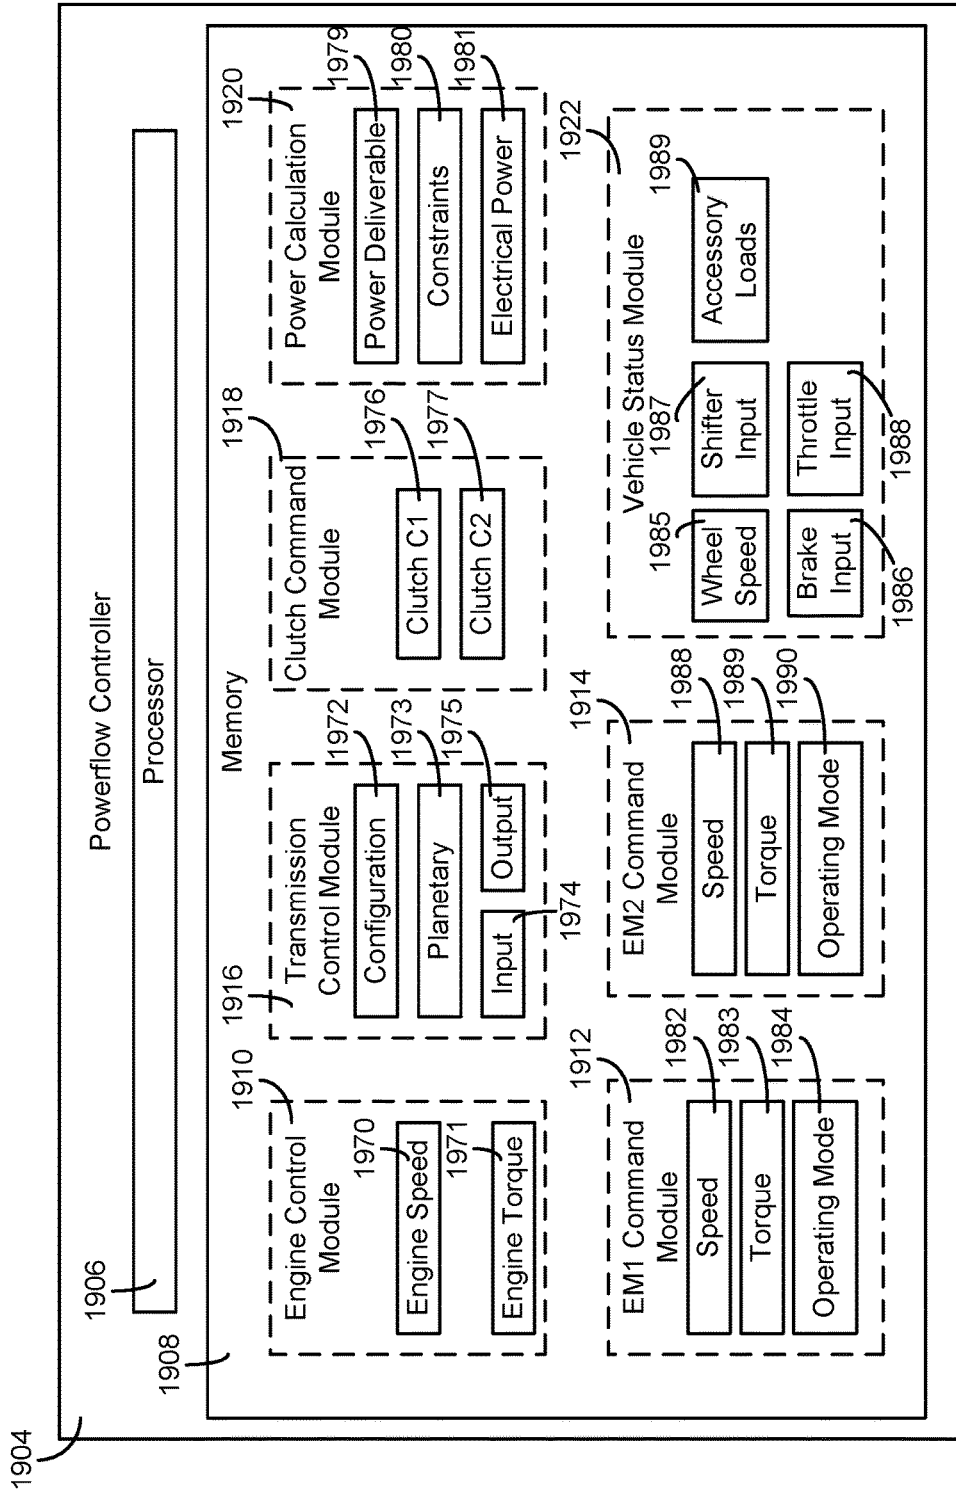 1904
Powerflow Controller
1906
Processor
1908
Memory
1910
Engine Control
Module
1970
Engine Speed
1971
Engine Torque
1916
Transmission
Control Module
1972
Configuration
1973
Planetary
1975
Input
Output
1974
1918
Clutch Command
Module
1976
Clutch C1
1977
Clutch C2
1920
Power Calculation
Module
1979
Power Deliverable
1980
Constraints
1981
Electrical Power
1912
EM1 Command
Module
1982
Speed
1983
Torque
1984
Operating Mode
1914
EM2 Command
Module
1988
Speed
1989
Torque
1990
Operating Mode
1922
Vehicle Status Module
1985
Wheel
Speed
1987
Shifter
Input
1989
Accessory
Loads
Brake
Input
1986
Throttle
Input
1988